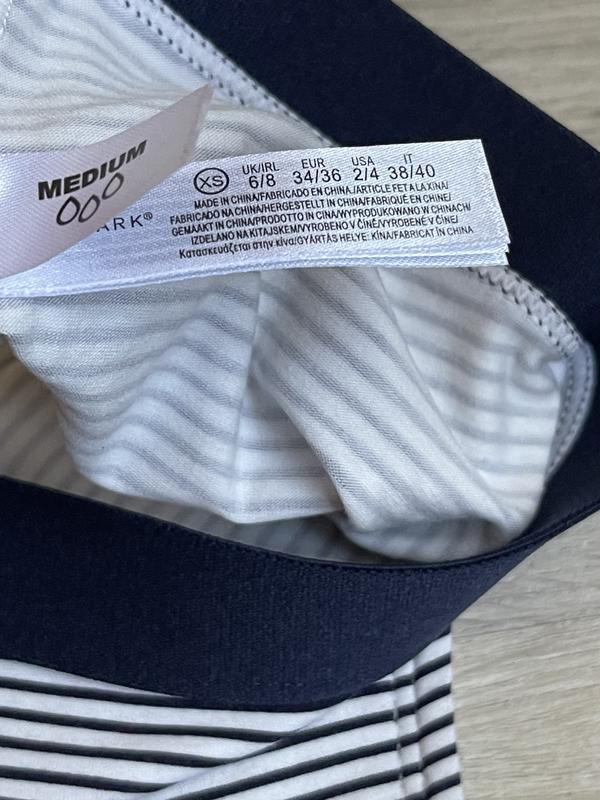 MEDIUM
000
ARK®
XS
UK/IRL EUR USA IT
6/8 34/36 2/4 38/40
MADE IN CHINA/FABRICADO EN CHINA/ARTICLE FET A LA XINA/
FABRICADO NA CHINA/HERGESTELLT IN CHINA/FABRIQUÉ EN CHINE/
GEMAAKT IN CHINA/PRODOTTO IN CINA/WYPRODUKOWANO W CHINACH/
IZDELANO NA KITAJSKEM/VYROBENO V ČÍNĚ/VYROBENÉ V ČÍNE/
Κατασκευάζεται στην κίνα/GYÁRTÁS HELYE: KÍNA/FABRICAT ÎN CHINA